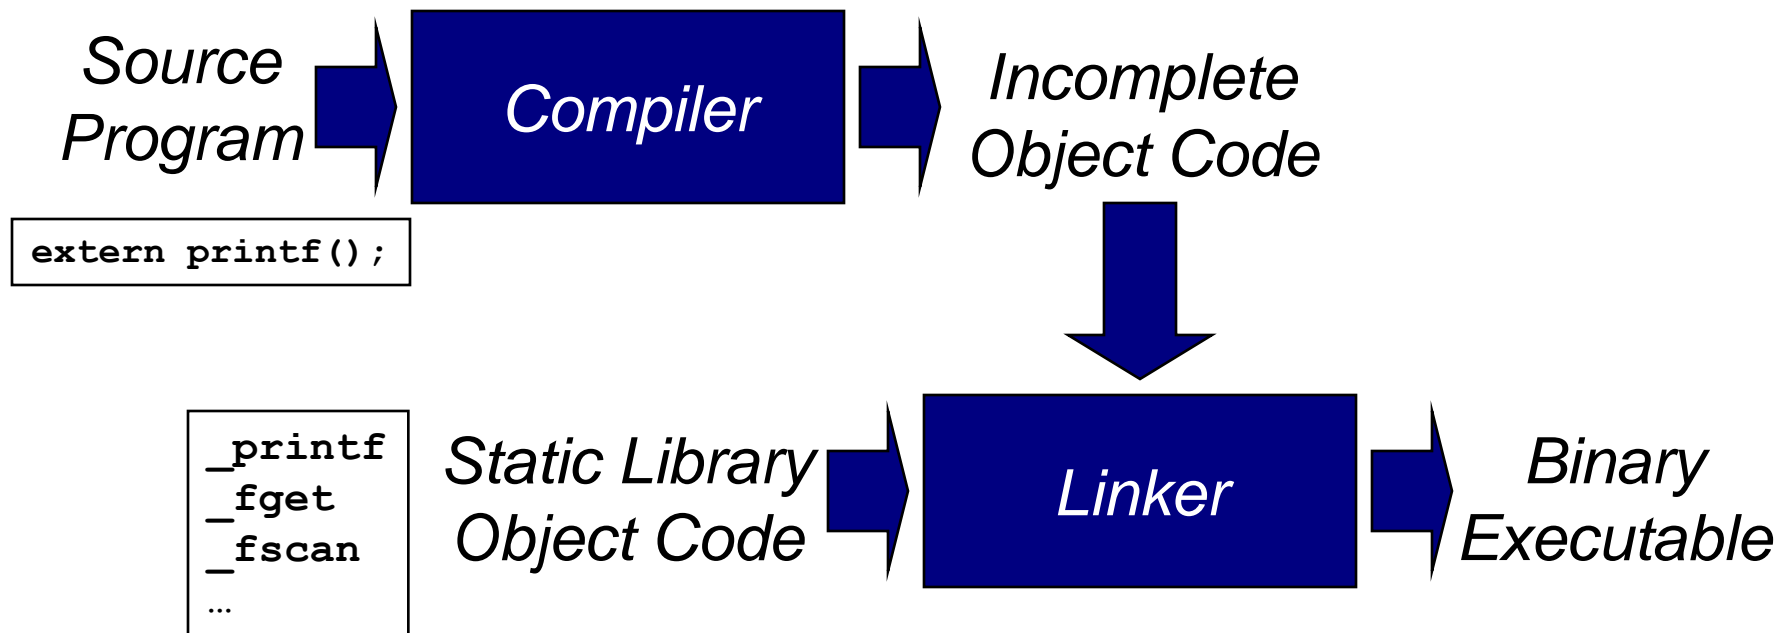 Source
Program
Compiler
Incomplete
Object Code
extern printf();
_printf
_fget
_fscan
…
Static Library
Object Code
Linker
Binary
Executable